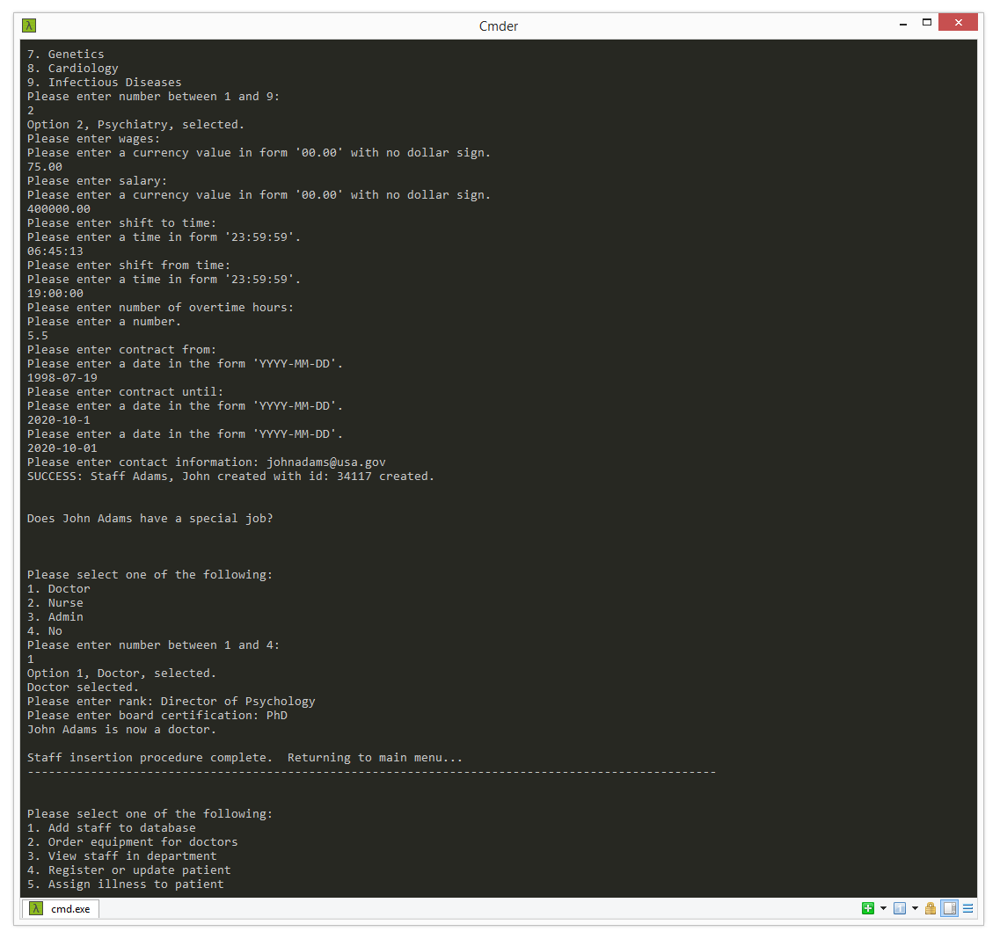 Cmder
7. Genetics
8. Cardiology
9. Infectious Diseases
Please enter number between 1 and 9:
2
Option 2, Psychiatry, selected.
Please enter wages:
Please enter a currency value in form '00.00' with no dollar sign.
75.00
Please enter salary:
Please enter a currency value in form '00.00' with no dollar sign.
400000.00
Please enter shift to time:
Please enter a time in form '23:59:59'.
06:45:13
Please enter shift from time:
Please enter a time in form '23:59:59'.
19:00:00
Please enter number of overtime hours:
Please enter a number.
5.5
Please enter contract from:
Please enter a date in the form 'YYYY-MM-DD'.
1998-07-19
Please enter contract until:
Please enter a date in the form 'YYYY-MM-DD'.
2020-10-1
Please enter a date in the form 'YYYY-MM-DD'.
2020-10-01
Please enter contact information: johnadams@usa.gov
SUCCESS: Staff Adams, John created with id: 34117 created.
Does John Adams have a special job?
Please select one of the following:
1. Doctor
2. Nurse
3. Admin
4. No
Please enter number between 1 and 4:
1
Option 1, Doctor, selected.
Doctor selected.
Please enter rank: Director of Psychology
Please enter board certification: PhD
John Adams is now a doctor.
Staff insertion procedure complete.  Returning to main menu...
--------------------------------------------------------------------------------------------------
Please select one of the following:
1. Add staff to database
2. Order equipment for doctors
3. View staff in department
4. Register or update patient
5. Assign illness to patient
λ cmd.exe